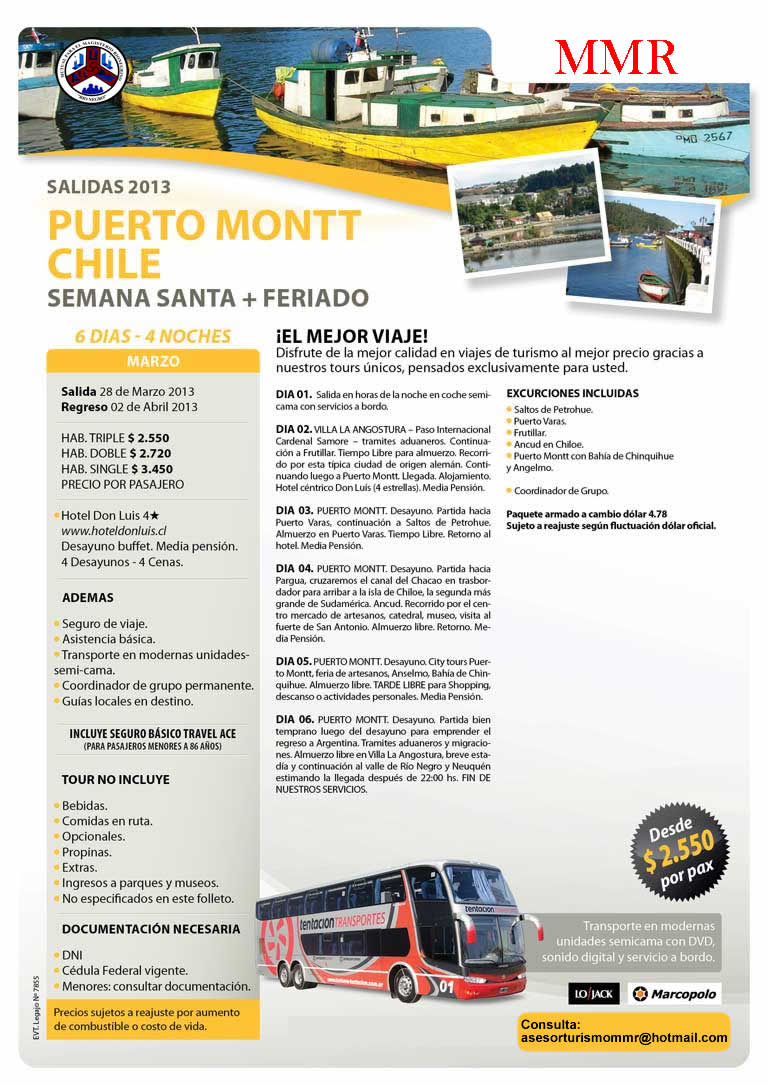 MMR
PMO 2567
SALIDAS 2013
PUERTO MONTT
CHILE
SEMANA SANTA + FERIADO
6 DIAS - 4 NOCHES
MARZO
Salida 28 de Marzo 2013
Regreso 02 de Abril 2013
HAB. TRIPLE $ 2.550
HAB. DOBLE $ 2.720
HAB. SINGLE $ 3.450
PRECIO POR PASAJERO
• Hotel Don Luis 4★
www.hoteldonluis.cl
Desayuno buffet. Media pensión.
4 Desayunos - 4 Cenas.
ADEMAS
• Seguro de viaje.
• Asistencia básica.
• Transporte en modernas unidades-
semi-cama.
• Coordinador de grupo permanente.
• Guías locales en destino.
INCLUYE SEGURO BÁSICO TRAVEL ACE
(PARA PASAJEROS MENORES A 86 AÑOS)
TOUR NO INCLUYE
• Bebidas.
• Comidas en ruta.
• Opcionales.
• Propinas.
• Extras.
• Ingresos a parques y museos.
• No especificados en este folleto.
DOCUMENTACIÓN NECESARIA
• DNI
• Cédula Federal vigente.
• Menores: consultar documentación.
Precios sujetos a reajuste por aumento
de combustible o costo de vida.
EVT. Legajo Nº 7855
¡EL MEJOR VIAJE!
Disfrute de la mejor calidad en viajes de turismo al mejor precio gracias a
nuestros tours únicos, pensados exclusivamente para usted.
DIA 01. Salida en horas de la noche en coche semi-
cama con servicios a bordo.
DIA 02. VILLA LA ANGOSTURA – Paso Internacional
Cardenal Samore – tramites aduaneros. Continua-
ción a Frutillar. Tiempo Libre para almuerzo. Recorri-
do por esta típica ciudad de origen alemán. Conti-
nuando luego a Puerto Montt. Llegada. Alojamiento.
Hotel céntrico Don Luís (4 estrellas). Media Pensión.
DIA 03. PUERTO MONTT. Desayuno. Partida hacia
Puerto Varas, continuación a Saltos de Petrohue.
Almuerzo en Puerto Varas. Tiempo Libre. Retorno al
hotel. Media Pensión.
DIA 04. PUERTO MONTT. Desayuno. Partida hacia
Pargua, cruzaremos el canal del Chacao en trasbor-
dador para arribar a la isla de Chiloe, la segunda más
grande de Sudamérica. Ancud. Recorrido por el cen-
tro mercado de artesanos, catedral, museo, visita al
fuerte de San Antonio. Almuerzo libre. Retorno. Me-
dia Pensión.
DIA 05. PUERTO MONTT. Desayuno. City tours Puer-
to Montt, feria de artesanos, Anselmo, Bahía de Chin-
quihue. Almuerzo libre. TARDE LIBRE para Shopping,
descanso o actividades personales. Media Pensión.
DIA 06. PUERTO MONTT. Desayuno. Partida bien
temprano luego del desayuno para emprender el
regreso a Argentina. Tramites aduaneros y migracio-
nes. Almuerzo libre en Villa La Angostura, breve esta-
día y continuación al valle de Río Negro y Neuquén
estimando la llegada después de 22:00 hs. FIN DE
NUESTROS SERVICIOS.
EXCURCIONES INCLUIDAS
• Saltos de Petrohue.
• Puerto Varas.
• Frutillar.
• Ancud en Chiloe.
• Puerto Montt con Bahía de Chinquihue
y Angelmo.
• Coordinador de Grupo.
Paquete armado a cambio dólar 4.78
Sujeto a reajuste según fluctuación dólar oficial.
Desde
$ 2.550
por pax
tentacion TRANSPORTES
tentacion TRANSPORTES
01
Transporte en modernas
unidades semicama con DVD,
sonido digital y servicio a bordo.
LO JACK
Marcopolo
Consulta:
asesorturismommr@hotmail.com